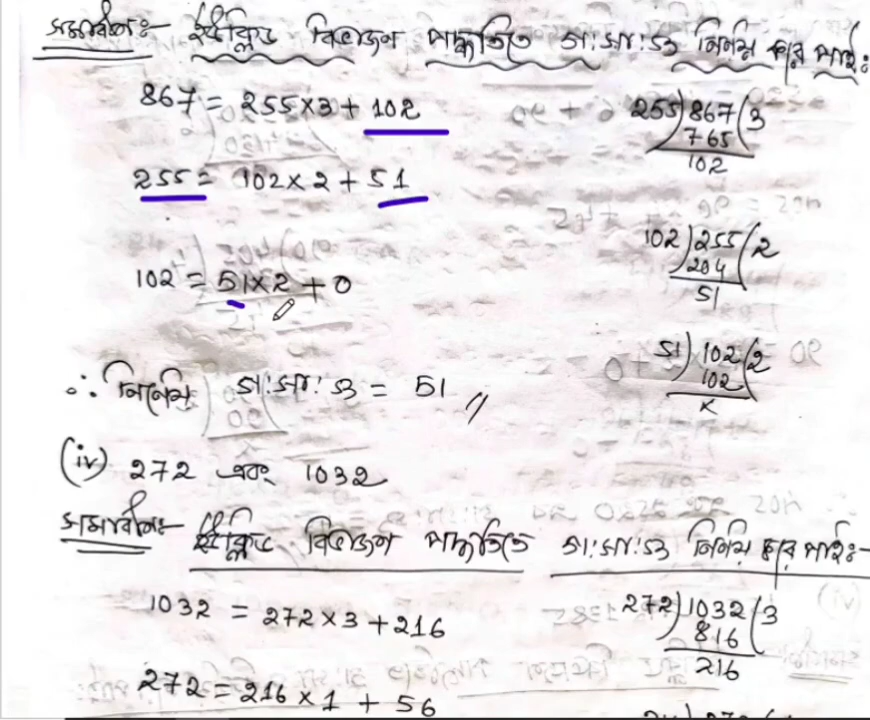 সমাধানঃ- ইউক্লিড বিভাজন পদ্ধতিতে গ:সা:উ নির্ণয় করে পাই:
867 = 255×3+ 102
255)867(3
765
102
255 = 102×2+51
102)255(2
204
51
102 = 51×2 + 0
51)102(2
102
×
∴ নির্ণেয় গ:সা:উ = 51 //
(iv) 272 এবং 1032
সমাধানঃ- ইউক্লিড বিভাজন পদ্ধতিতে গ:সা:উ নির্ণয় করে পাইঃ-
1032 = 272×3+216
272)1032(3
816
216
272 = 216 × 1 + 56